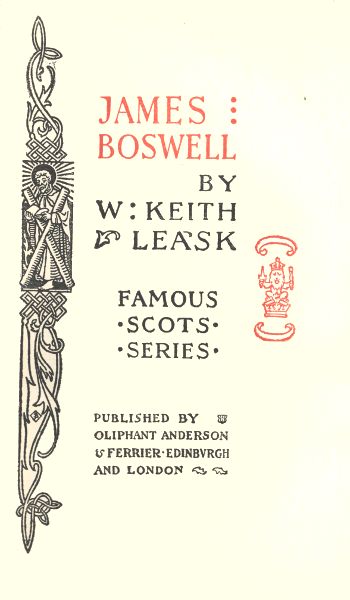 JAMES ⋮
BOSWELL
BY
W: KEITH
LEASK
FAMOUS
·SCOTS·
·SERIES·
PUBLISHED BY
OLIPHANT ANDERSON
& FERRIER·EDINBVRGH
AND LONDON